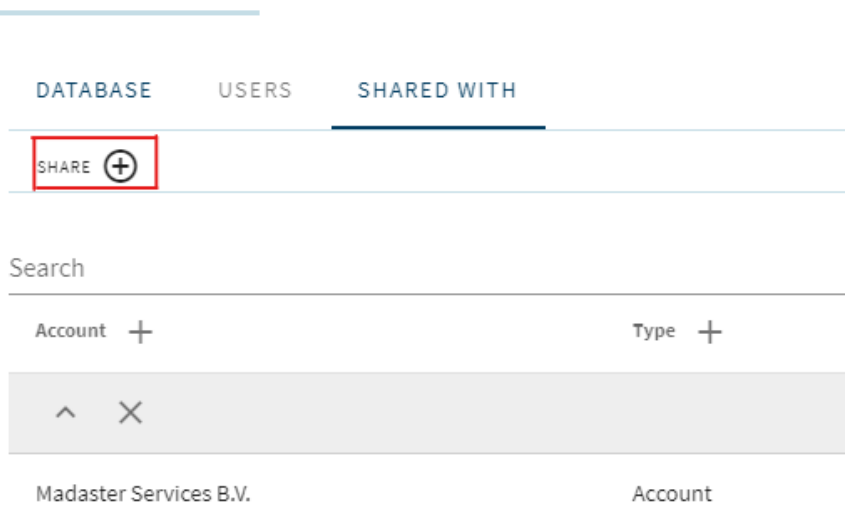 DATABASE USERS SHARED WITH
SHARE
Search
Account Type
Madaster Services B.V. Account